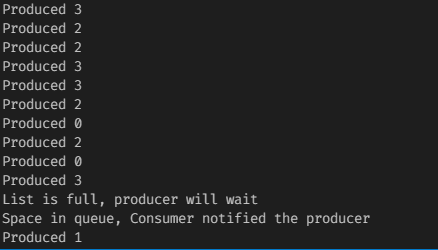 Produced 3
Produced 2
Produced 2
Produced 3
Produced 3
Produced 2
Produced 0
Produced 2
Produced 0
Produced 3
List is full, producer will wait
Space in queue, Consumer notified the producer
Produced 1